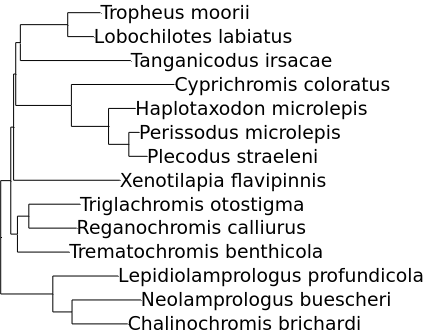 Tropheus moorii
Lobochilotes labiatus
Tanganicodus irsacae
Cyprichromis coloratus
Haplotaxodon microlepis
Perissodus microlepis
Plecodus straeleni
Xenotilapia flavipinnis
Triglachromis otostigma
Reganochromis calliurus
Trematochromis benthicola
Lepidiolamprologus profundicola
Neolamprologus buescheri
Chalinochromis brichardi